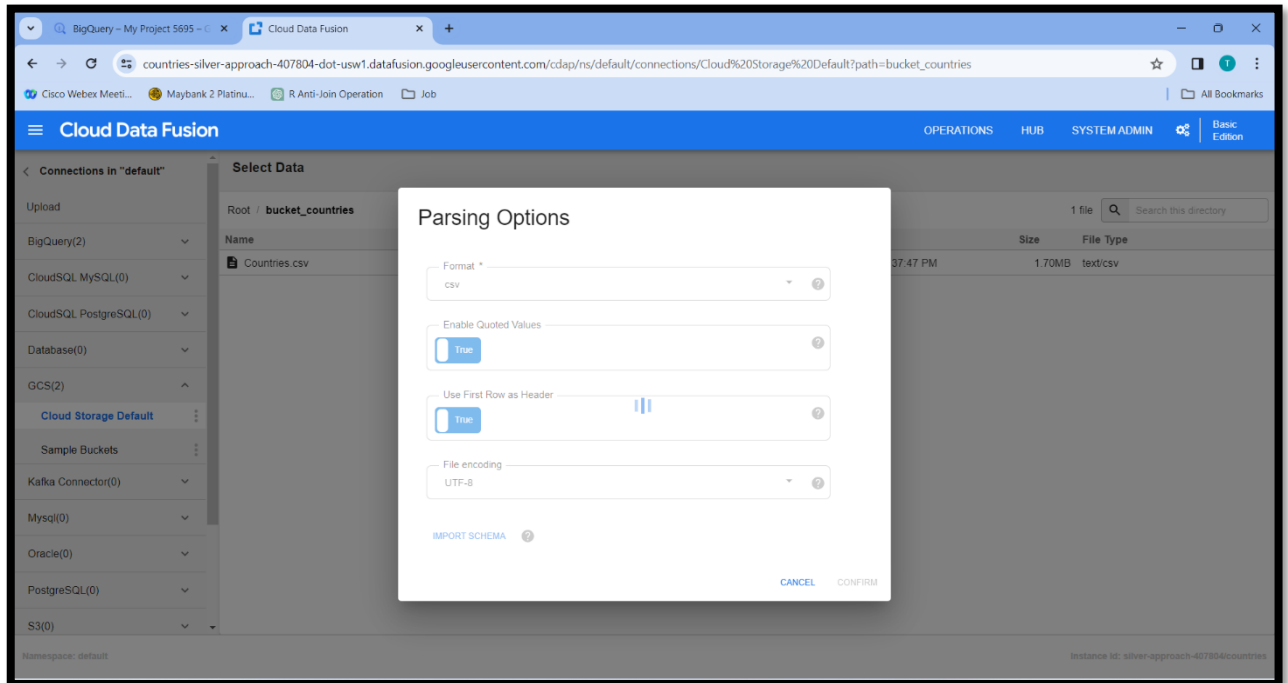 BigQuery – My Project 5695 – G
Cloud Data Fusion
countries-silver-approach-407804-dot-usw1.datafusion.googleusercontent.com/cdap/ns/default/connections/Cloud%20Storage%20Default?path=bucket_countries
T
Cisco Webex Meeti...
Maybank 2 Platinu...
R Anti-Join Operation
Job
All Bookmarks
Cloud Data Fusion
OPERATIONS
HUB
SYSTEM ADMIN
Basic
Edition
Connections in "default"
Select Data
Upload
Root / bucket_countries
1 file
Search this directory
BigQuery(2)
Name
Size
File Type
Countries.csv
37:47 PM
1.70MB
text/csv
CloudSQL MySQL(0)
CloudSQL PostgreSQL(0)
Database(0)
GCS(2)
Cloud Storage Default
Sample Buckets
Kafka Connector(0)
Mysql(0)
Oracle(0)
PostgreSQL(0)
S3(0)
Parsing Options
Format *
csv
Enable Quoted Values
True
Use First Row as Header
True
File encoding
UTF-8
IMPORT SCHEMA
CANCEL
CONFIRM
Namespace: default
Instance Id: silver-approach-407804/countries